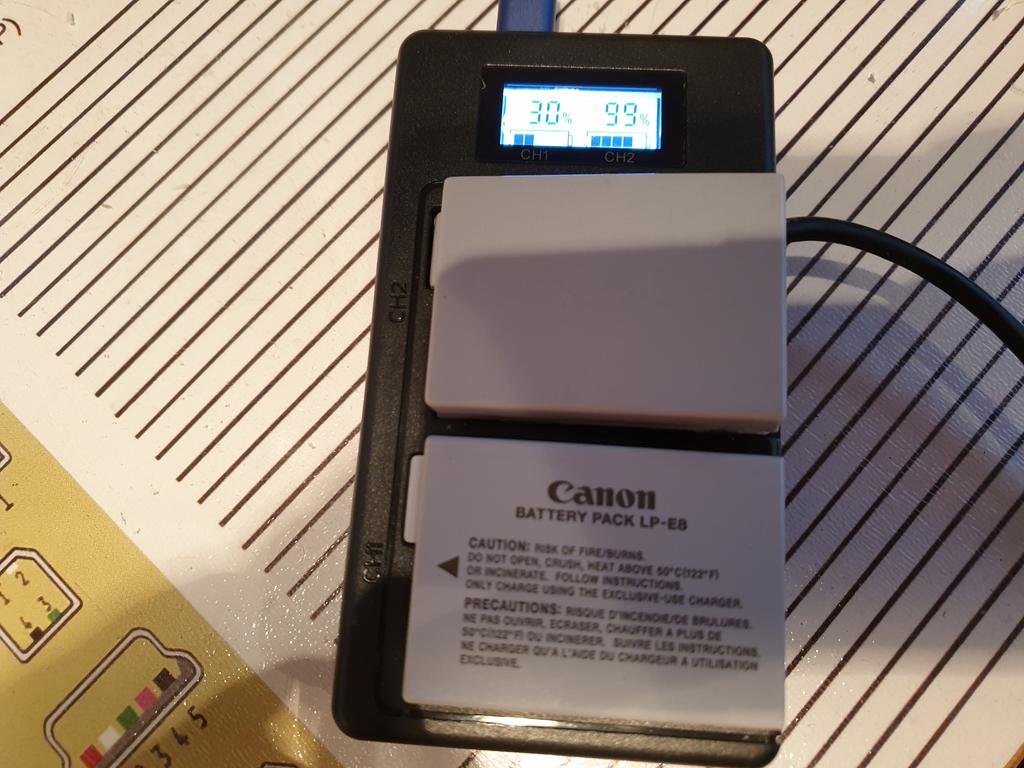 30% 99%
CH1 CH2
CH2
Canon
BATTERY PACK LP-E8
CAUTION: RISK OF FIRE/BURNS.
DO NOT OPEN, CRUSH, HEAT ABOVE 50°C(122°F)
OR INCINERATE. FOLLOW INSTRUCTIONS.
ONLY CHARGE USING THE EXCLUSIVE-USE CHARGER.
PRECAUTIONS: RISQUE D'INCENDIE/DE BRULURES.
NE PAS OUVRIR, ECRASER, CHAUFFER A PLUS DE
50°C(122°F) OU INCINERER. SUIVRE LES INSTRUCTIONS.
NE CHARGER QU'A L'AIDE DU CHARGEUR A UTILISATION
EXCLUSIVE.
CH1
1
2
1 3
4
3 4 5